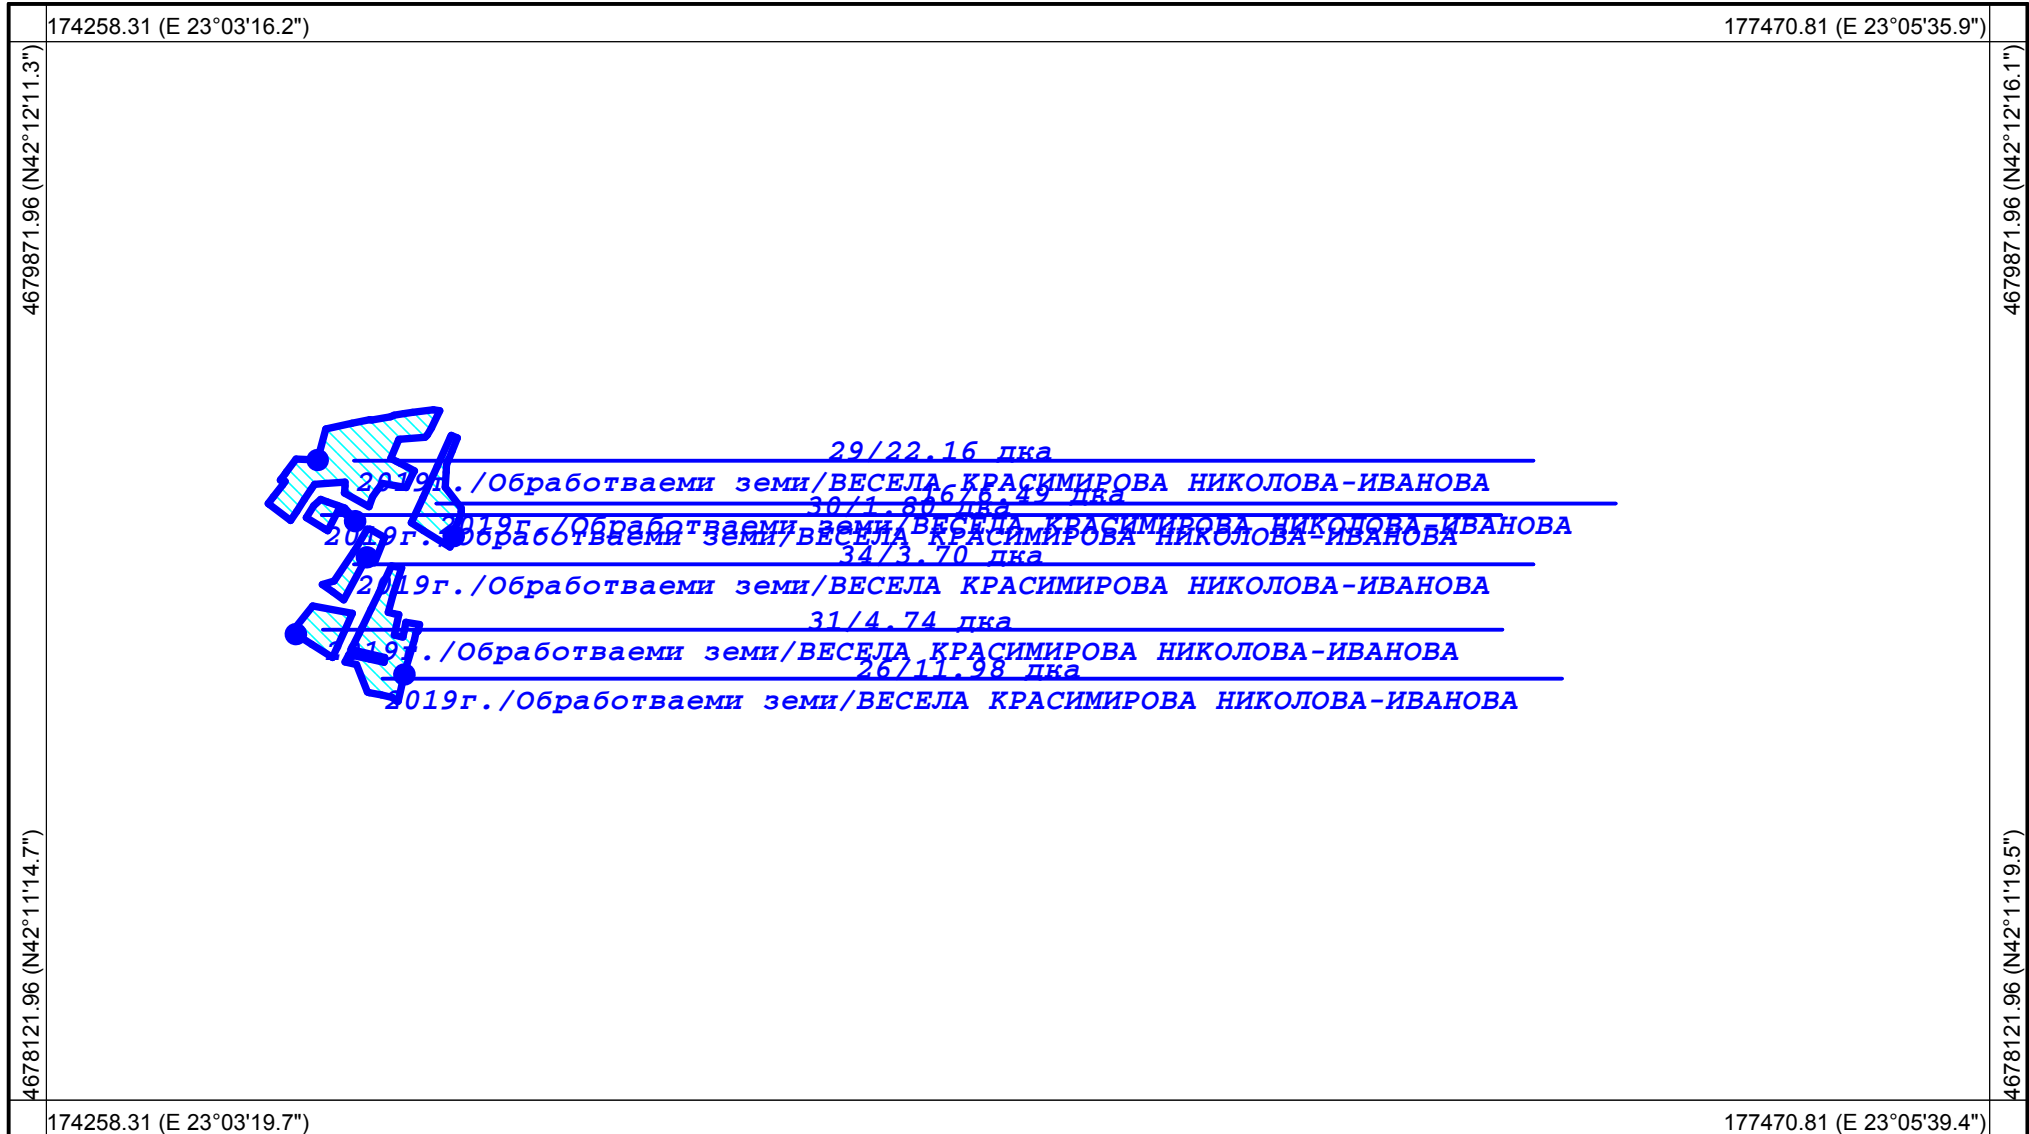 174258.31 (E 23°03'16.2")
177470.81 (E 23°05'35.9")
4679871.96 (N42°12'11.3")
4679871.96 (N42°12'16.1")
29/22.16 дка
2019г./Обработваеми земи/ВЕСЕЛА КРАСИМИРОВА НИКОЛОВА-ИВАНОВА
16/6.49 дка
2019г./Обработваеми земи/ВЕСЕЛА КРАСИМИРОВА НИКОЛОВА-ИВАНОВА
30/1.80 дка
2019г./Обработваеми земи/ВЕСЕЛА КРАСИМИРОВА НИКОЛОВА-ИВАНОВА
34/3.70 дка
2019г./Обработваеми земи/ВЕСЕЛА КРАСИМИРОВА НИКОЛОВА-ИВАНОВА
31/4.74 дка
2019г./Обработваеми земи/ВЕСЕЛА КРАСИМИРОВА НИКОЛОВА-ИВАНОВА
26/11.98 дка
2019г./Обработваеми земи/ВЕСЕЛА КРАСИМИРОВА НИКОЛОВА-ИВАНОВА
4678121.96 (N42°11'14.7")
4678121.96 (N42°11'19.5")
174258.31 (E 23°03'19.7")
177470.81 (E 23°05'39.4")